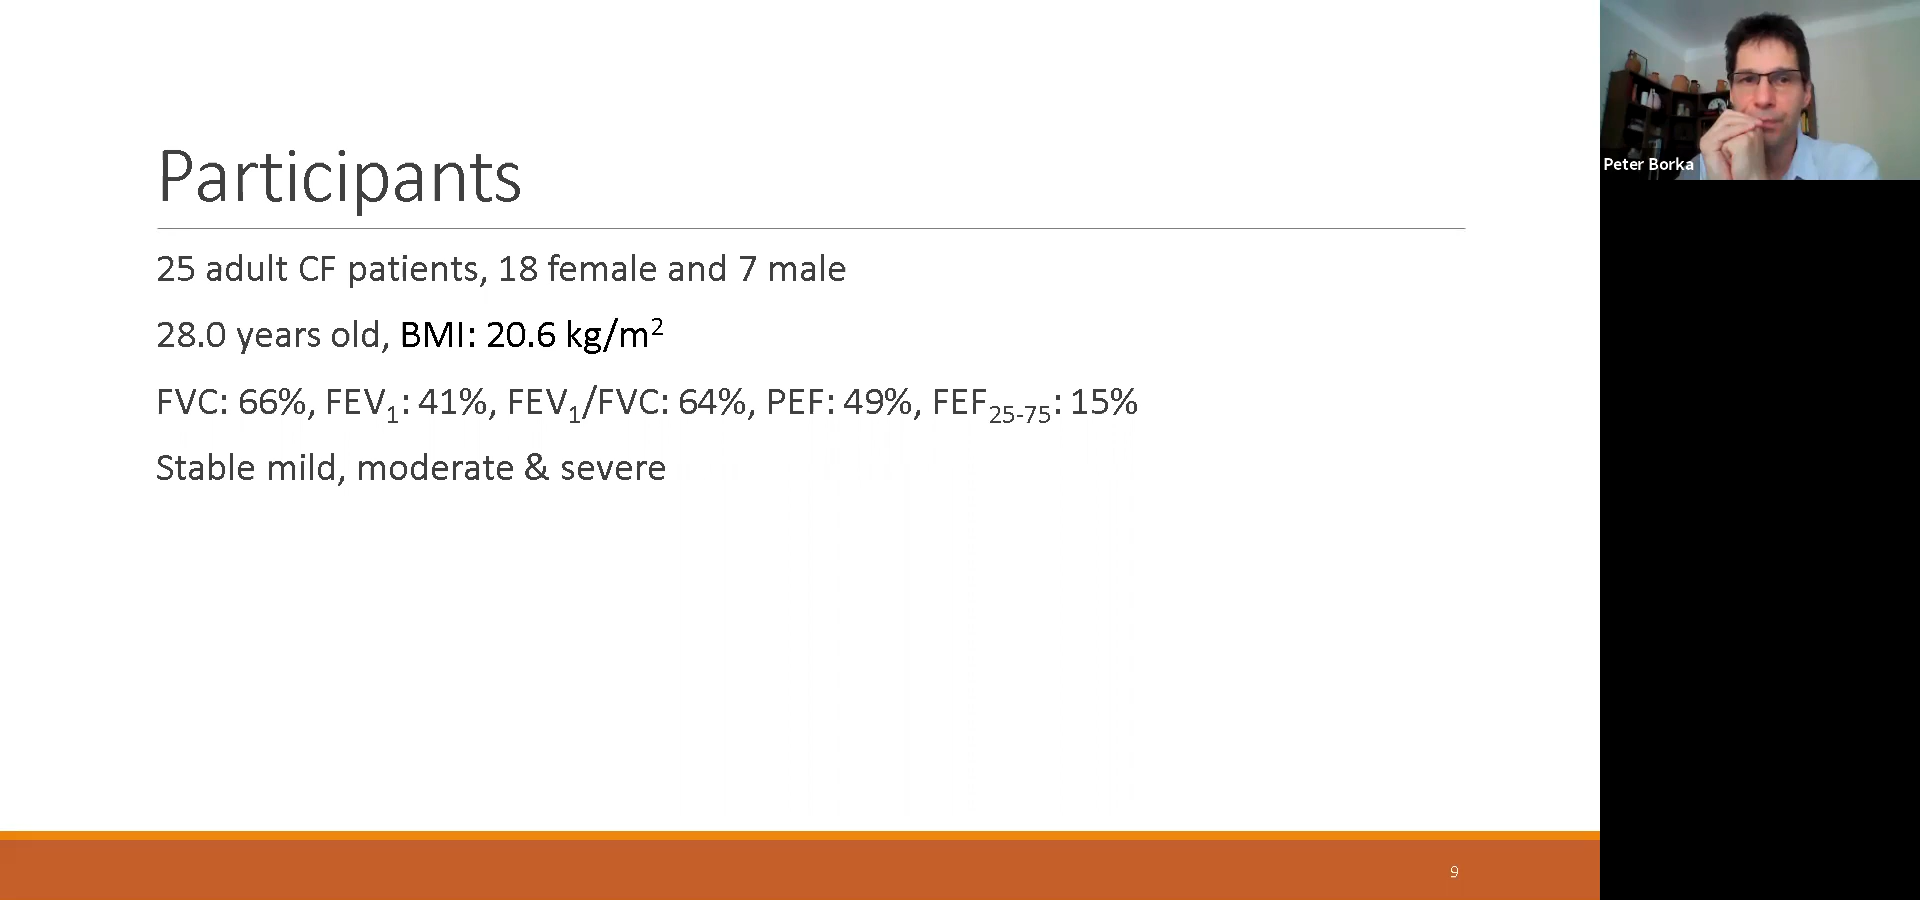 Participants
25 adult CF patients, 18 female and 7 male
28.0 years old, BMI: 20.6 kg/m²
FVC: 66%, FEV₁: 41%, FEV₁/FVC: 64%, PEF: 49%, FEF₂₅₋₇₅: 15%
Stable mild, moderate & severe
9
Peter Borka